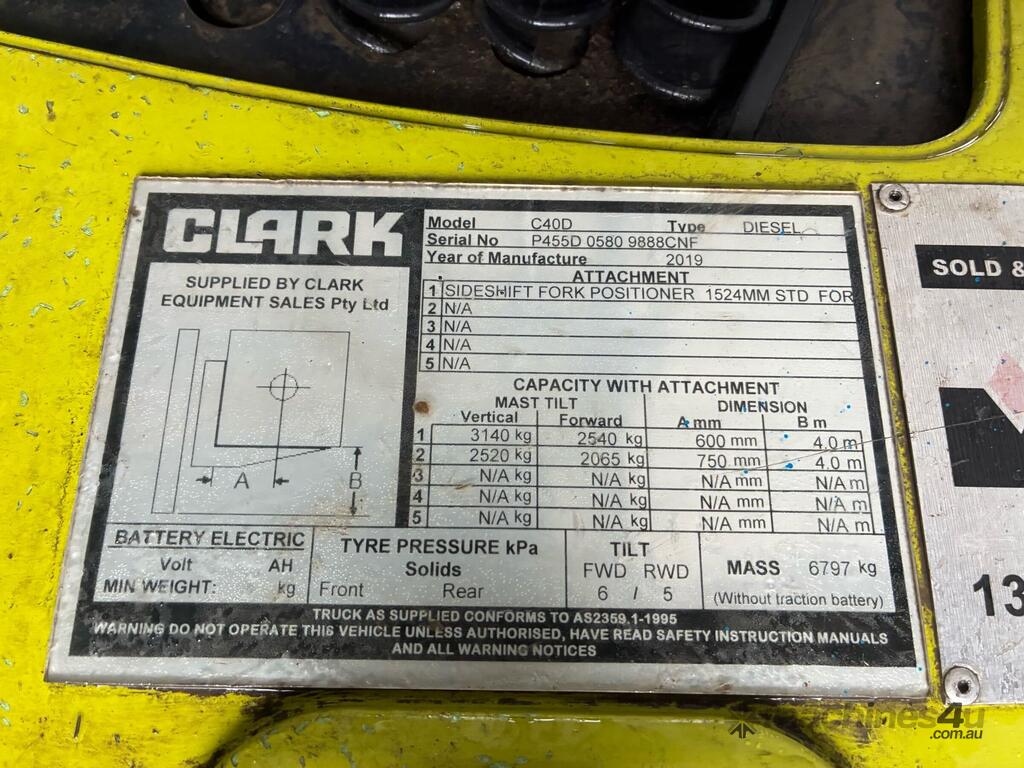 CLARK
SUPPLIED BY CLARK
EQUIPMENT SALES Pty Ltd
A
B
Model C40D Type DIESEL
Serial No P455D 0580 9888CNF
Year of Manufacture 2019
ATTACHMENT
1 SIDESHIFT FORK POSITIONER 1524MM STD FOR
2 N/A
3 N/A
4 N/A
5 N/A
CAPACITY WITH ATTACHMENT
MAST TILT DIMENSION
Vertical Forward A mm B m
1 3140 kg 2540 kg 600 mm 4.0 m
2 2520 kg 2065 kg 750 mm 4.0 m
3 N/A kg N/A kg N/A mm N/A m
4 N/A kg N/A kg N/A mm N/A m
5 N/A kg N/A kg N/A mm N/A m
BATTERY ELECTRIC
Volt AH
MIN WEIGHT: kg
TYRE PRESSURE kPa
Solids
Front Rear
TILT
FWD RWD
6 / 5
MASS 6797 kg
(Without traction battery)
TRUCK AS SUPPLIED CONFORMS TO AS2359.1-1995
WARNING DO NOT OPERATE THIS VEHICLE UNLESS AUTHORISED, HAVE READ SAFETY INSTRUCTION MANUALS
AND ALL WARNING NOTICES
SOLD &
13
machines4u
.com.au